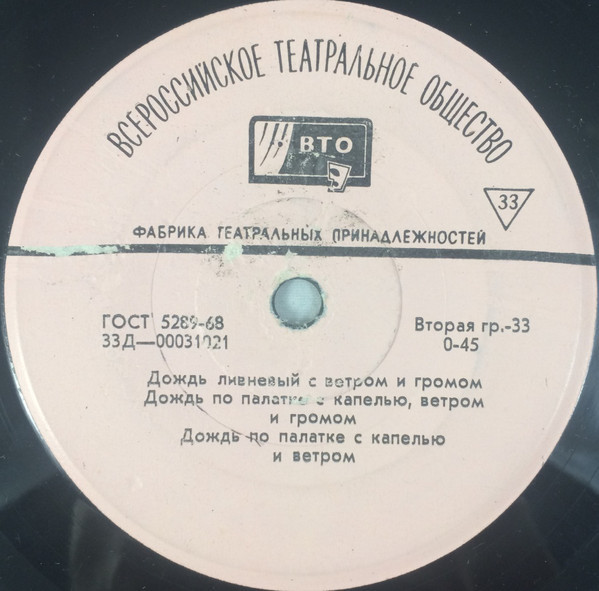 ВСЕРОССИЙСКОЕ ТЕАТРАЛЬНОЕ ОБЩЕСТВО
ВТО
33
ФАБРИКА ТЕАТРАЛЬНЫХ ПРИНАДЛЕЖНОСТЕЙ
ГОСТ 5289-68
33Д—00031021
Вторая гр.-33
0-45
Дождь ливневый с ветром и громом
Дождь по палатке с капелью, ветром
и громом
Дождь по палатке с капелью
и ветром